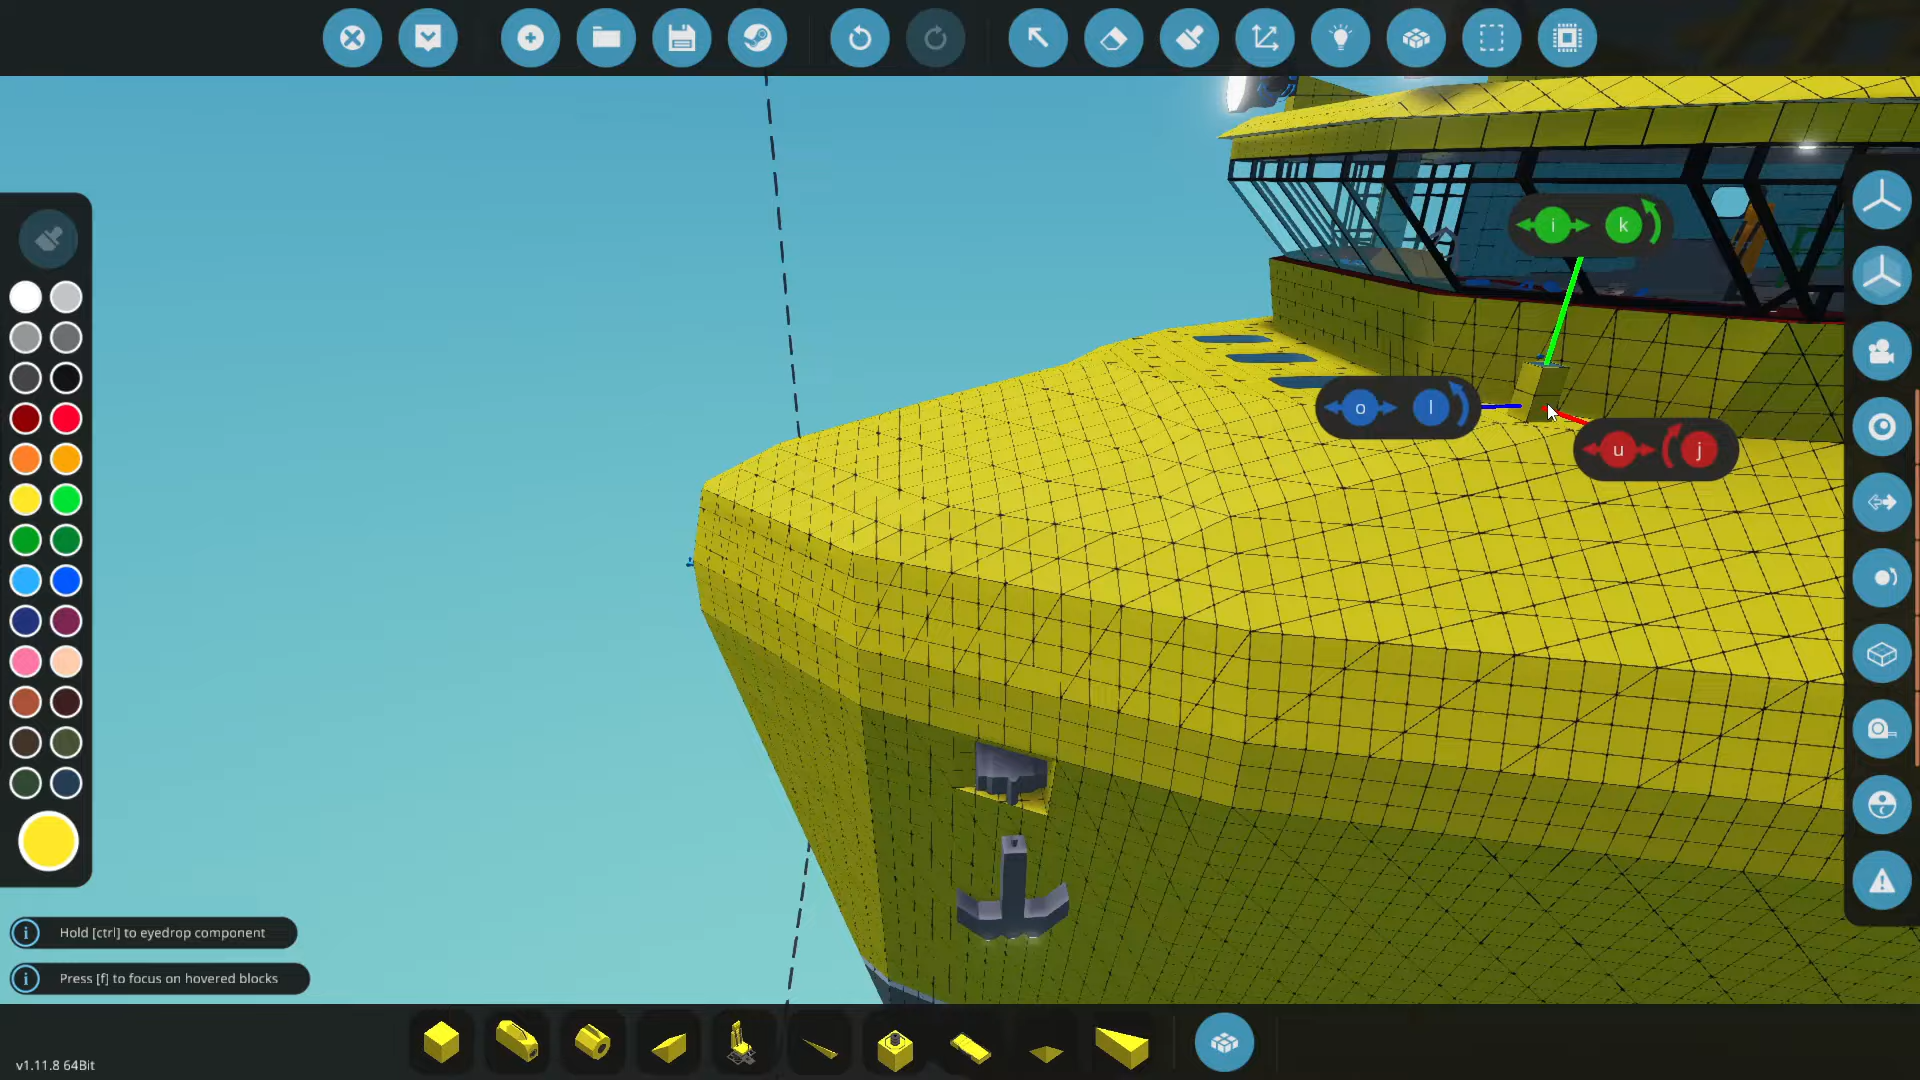 i k
o l
u j
Hold [ctrl] to eyedrop component
Press [f] to focus on hovered blocks
v1.11.8 64Bit